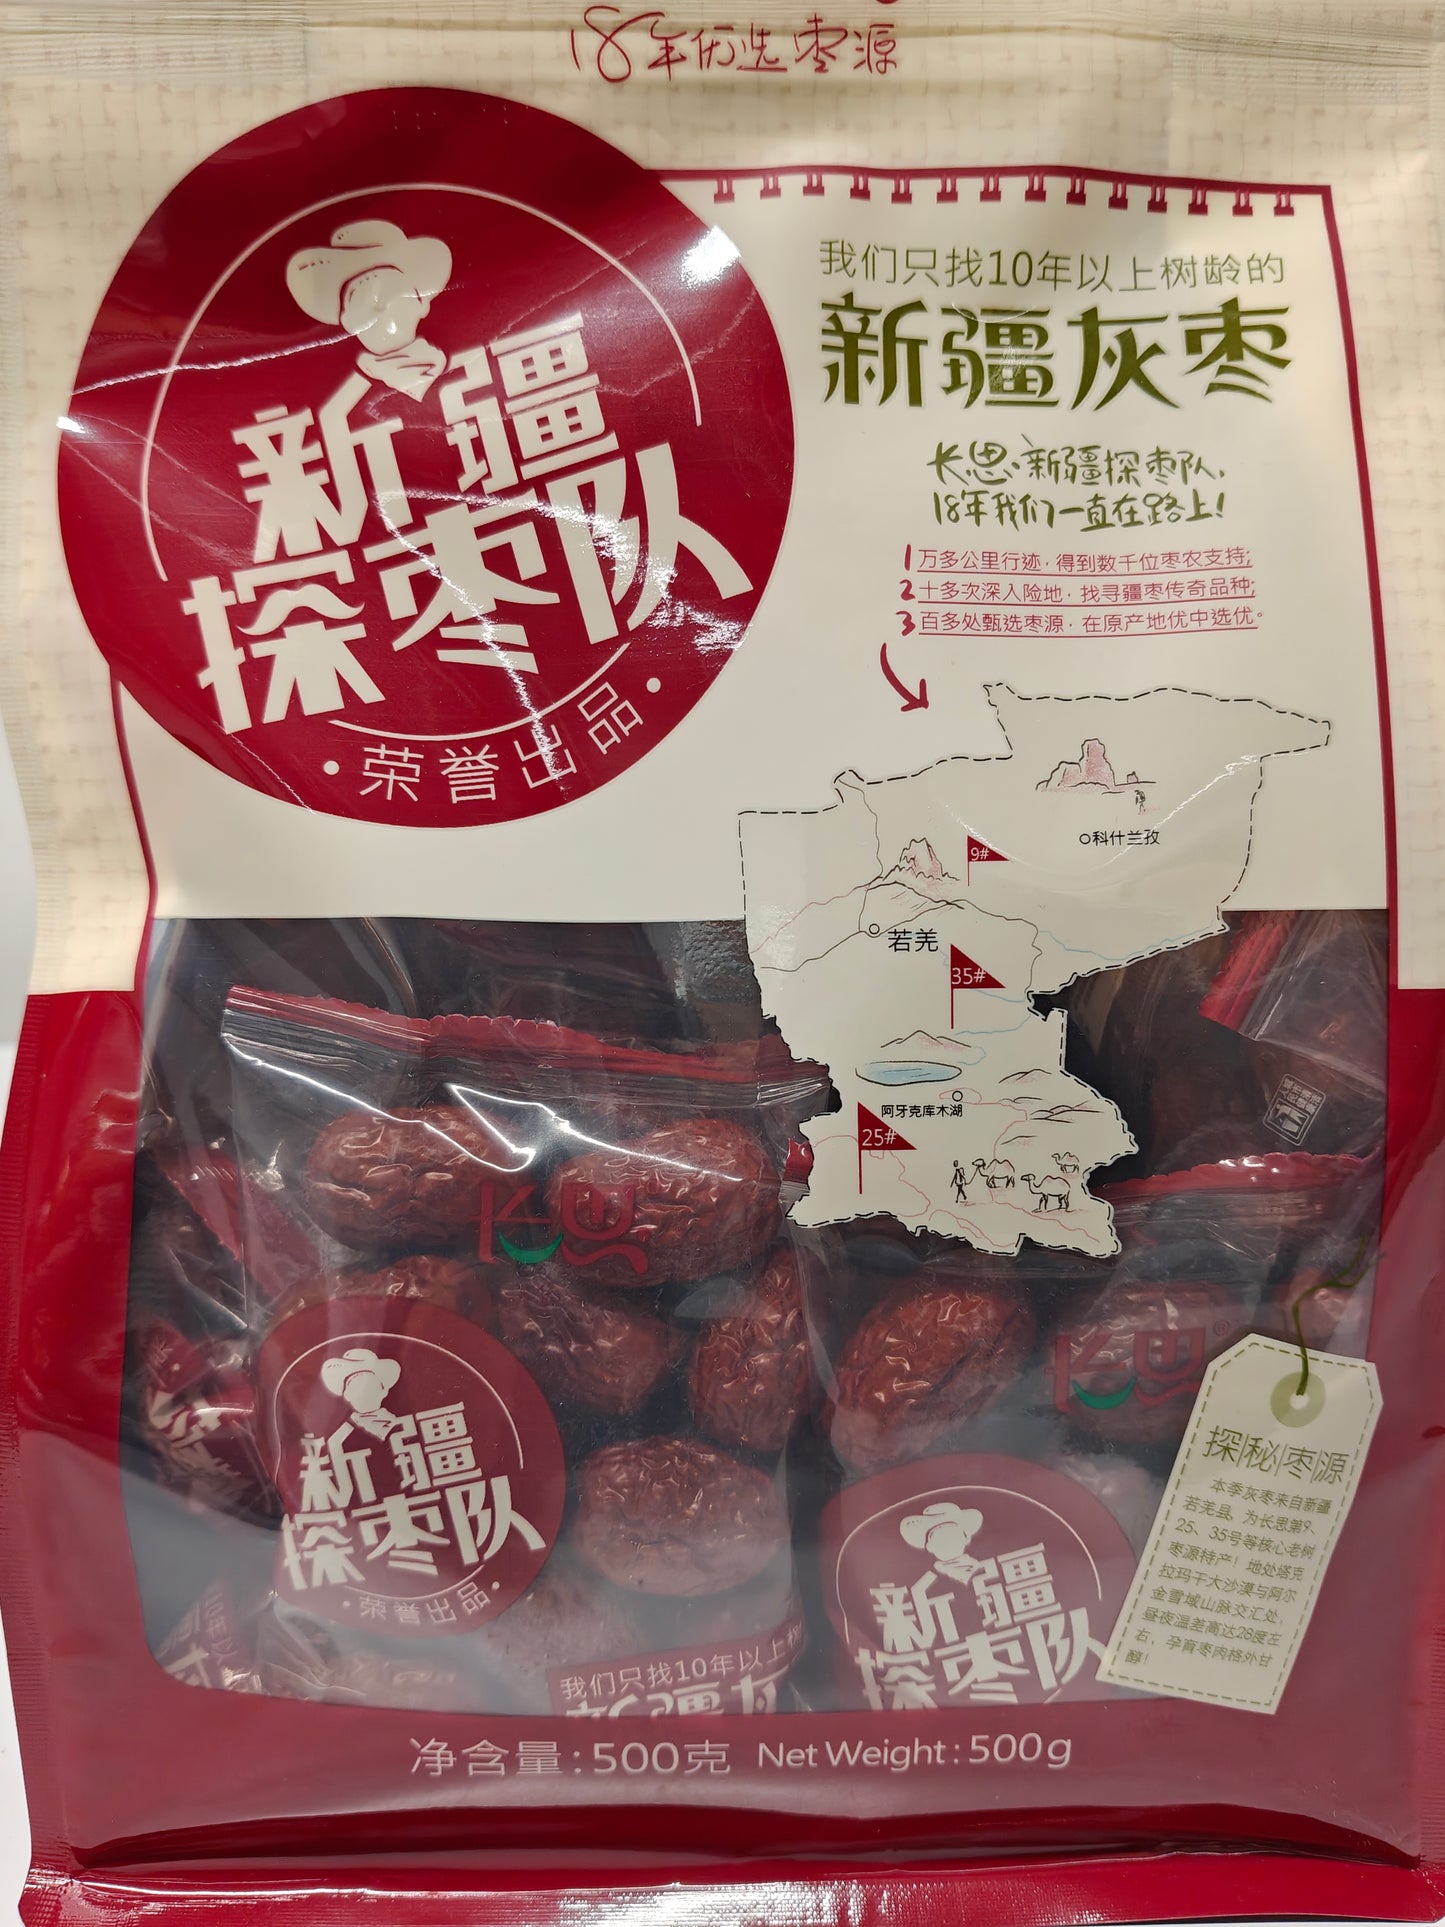 18年优选枣源
新疆
探枣队
·荣誉出品·
我们只找10年以上树龄的
新疆灰枣
长思·新疆探枣队,
18年我们一直在路上!
1 万多公里行迹,得到数千位枣农支持;
2 十多次深入险地,找寻疆枣传奇品种;
3 百多处甄选枣源,在原产地优中选优。
科什兰孜
9#
若羌
35#
阿牙克库木湖
25#
长思
长思®
新疆
探枣队
·荣誉出品·
我们只找10年以上树
新疆
探枣队
探秘枣源
本季灰枣来自新疆
若羌县,为长思第9、
25、35号等核心老树
枣源特产!地处塔克
拉玛干大沙漠与阿尔
金雪域山脉交汇处,
昼夜温差高达28度左
右,孕育枣肉格外甘
醇!
净含量:500克 Net Weight:500g